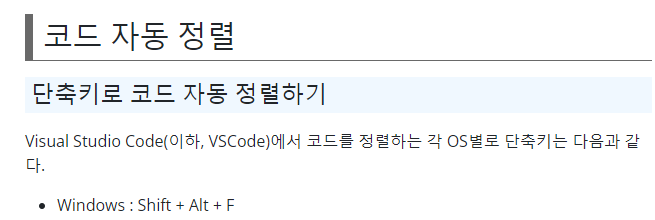 코드 자동 정렬
단축키로 코드 자동 정렬하기
Visual Studio Code(이하, VSCode)에서 코드를 정렬하는 각 OS별로 단축키는 다음과 같
다.
• Windows : Shift + Alt + F